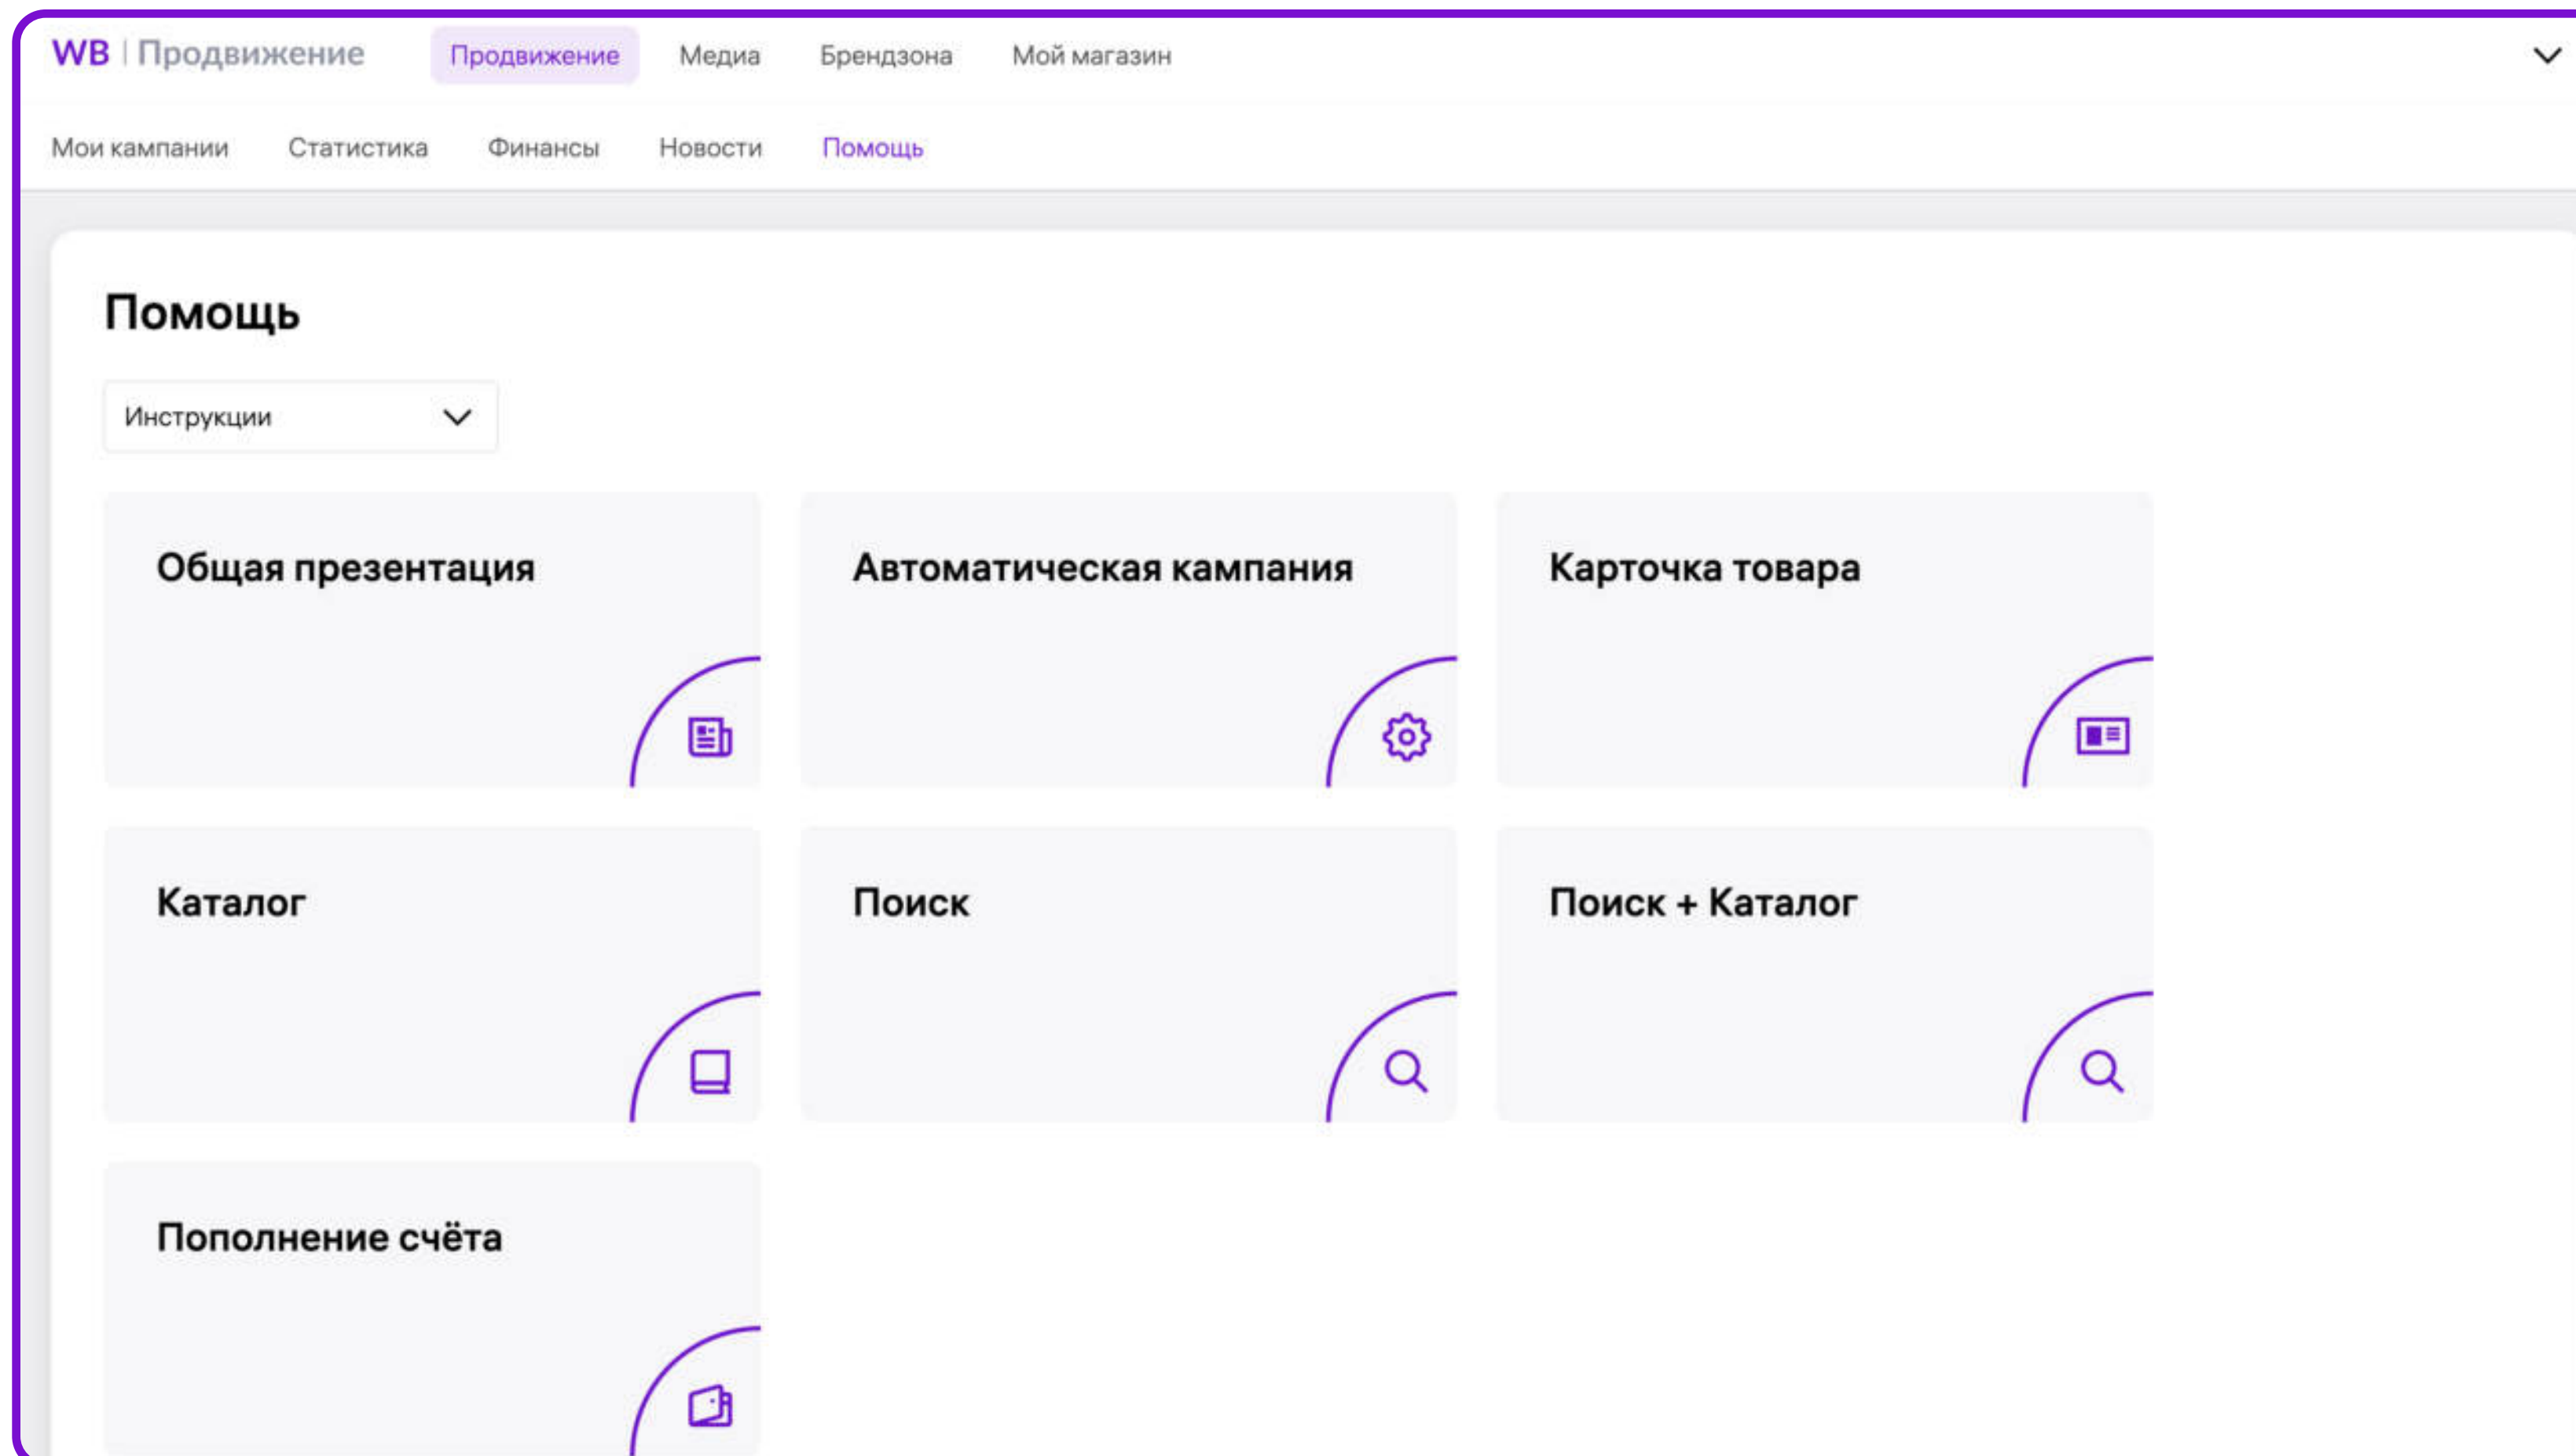 WB | Продвижение Продвижение Медиа Брендзона Мой магазин
Мои кампании Статистика Финансы Новости Помощь
Помощь
Инструкции
Общая презентация Автоматическая кампания Карточка товара
Каталог Поиск Поиск + Каталог
Пополнение счёта